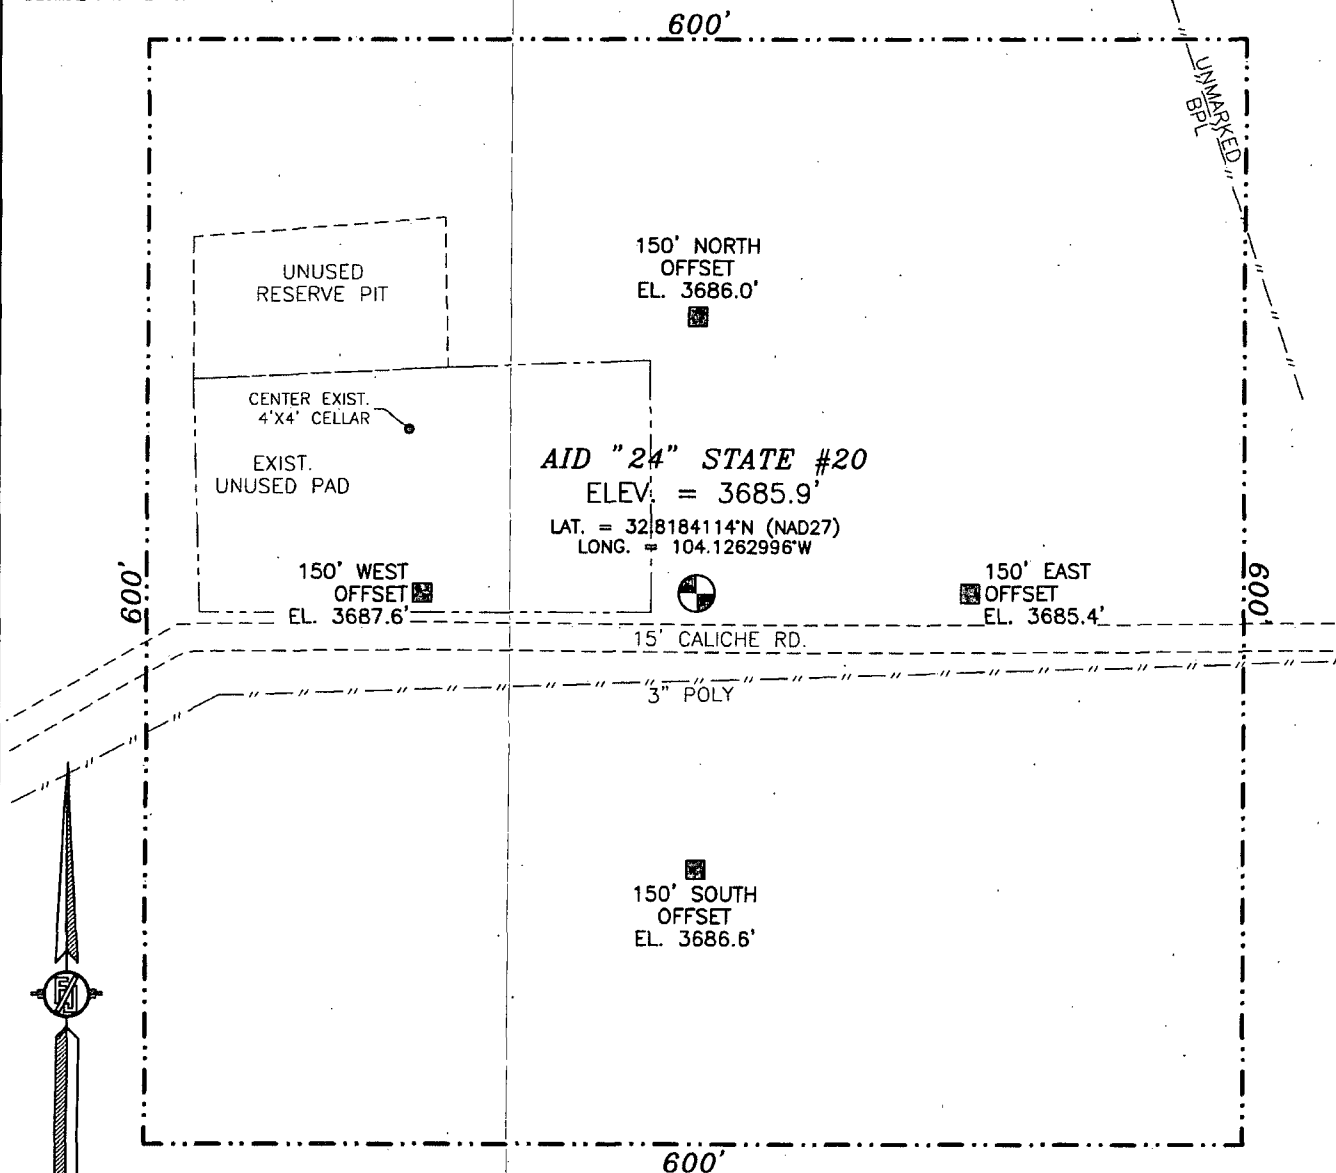 600'
UNMARKED
BPL
150' NORTH
OFFSET
EL. 3686.0'
UNUSED
RESERVE PIT
CENTER EXIST.
4'X4' CELLAR
EXIST.
UNUSED PAD
AID "24" STATE #20
ELEV. = 3685.9'
LAT. = 32.8184114°N (NAD27)
LONG. = 104.1262996°W
150' WEST
OFFSET
EL. 3687.6'
150' EAST
OFFSET
EL. 3685.4'
600'
600'
15' CALICHE RD.
3" POLY
150' SOUTH
OFFSET
EL. 3686.6'
600'